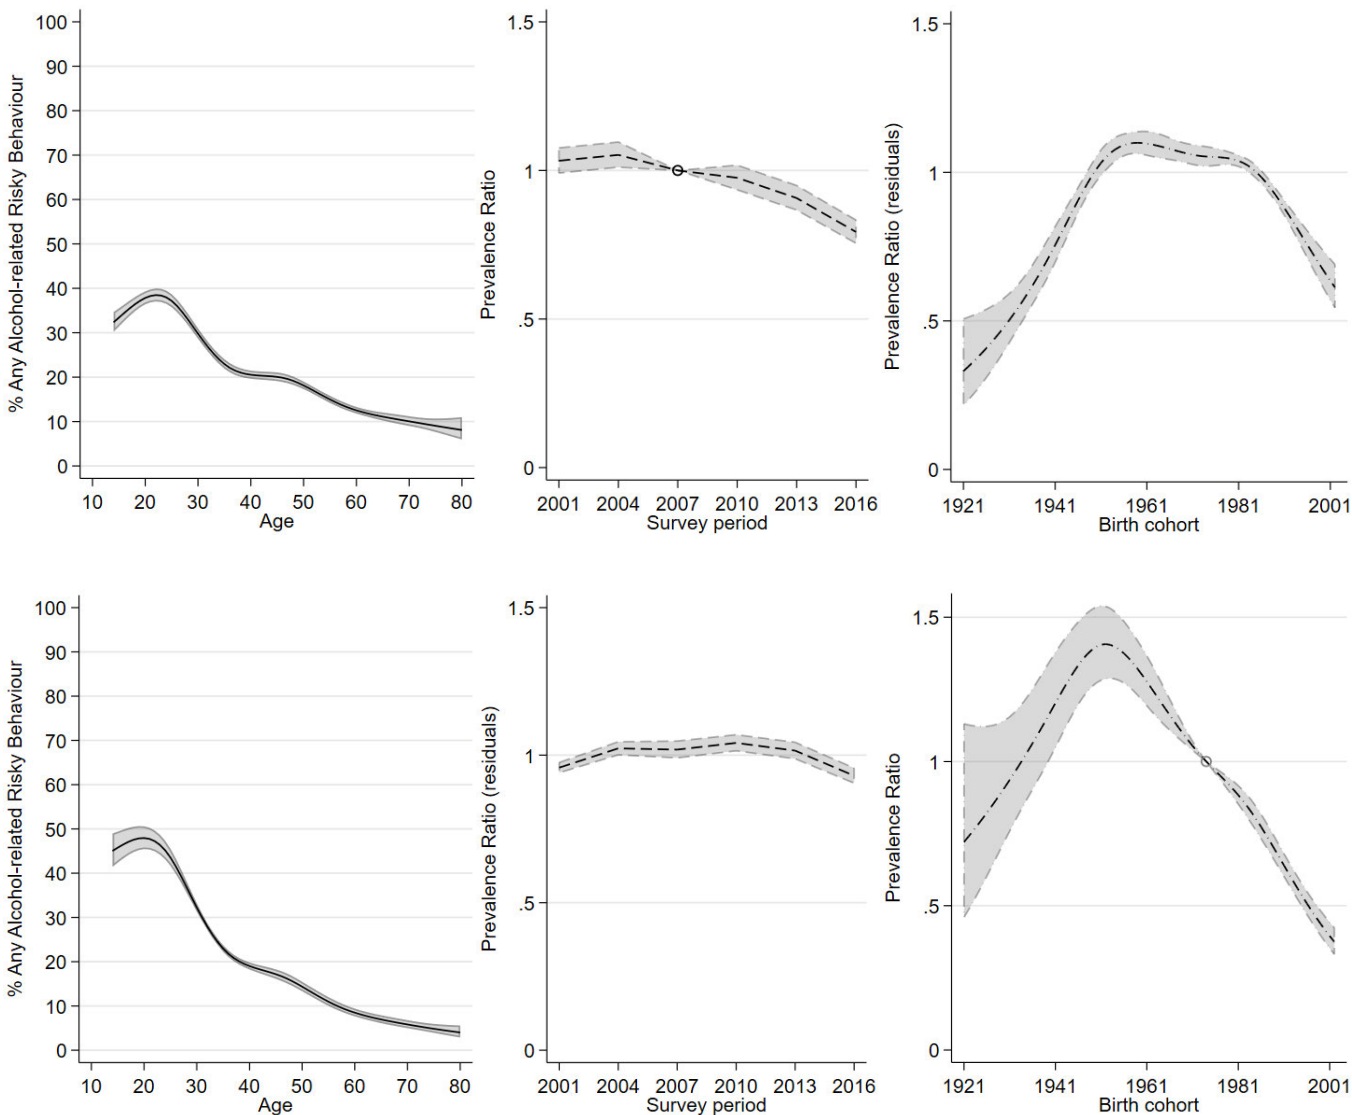 % Any Alcohol-related Risky Behaviour
100
90
80
70
60
50
40
30
20
10
0
10 20 30 40 50 60 70 80
Age
Prevalence Ratio
1.5
1
.5
0
2001 2004 2007 2010 2013 2016
Survey period
Prevalence Ratio (residuals)
1.5
1
.5
0
1921 1941 1961 1981 2001
Birth cohort
% Any Alcohol-related Risky Behaviour
100
90
80
70
60
50
40
30
20
10
0
10 20 30 40 50 60 70 80
Age
Prevalence Ratio (residuals)
1.5
1
.5
0
2001 2004 2007 2010 2013 2016
Survey period
Prevalence Ratio
1.5
1
.5
0
1921 1941 1961 1981 2001
Birth cohort